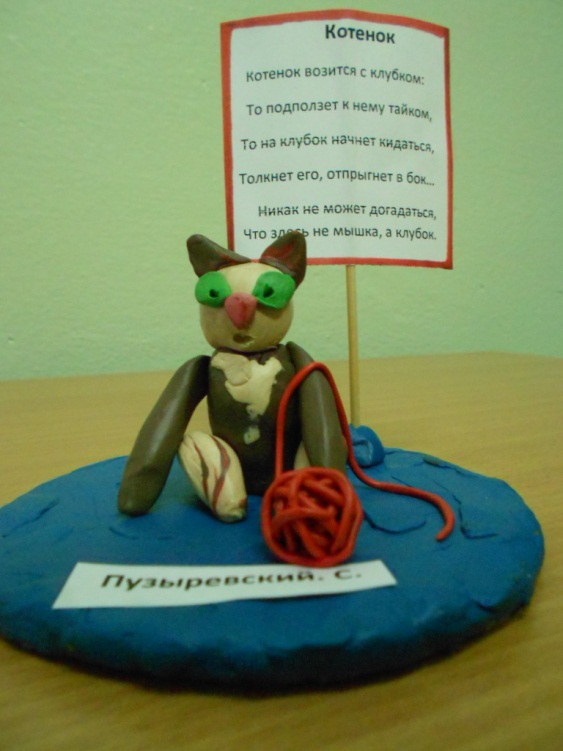 Котенок
Котенок возится с клубком:
То подползет к нему тайком,
То на клубок начнет кидаться,
Толкнет его, отпрыгнет в бок...
Никак не может догадаться,
Что здесь не мышка, а клубок.
Пузыревский. С.